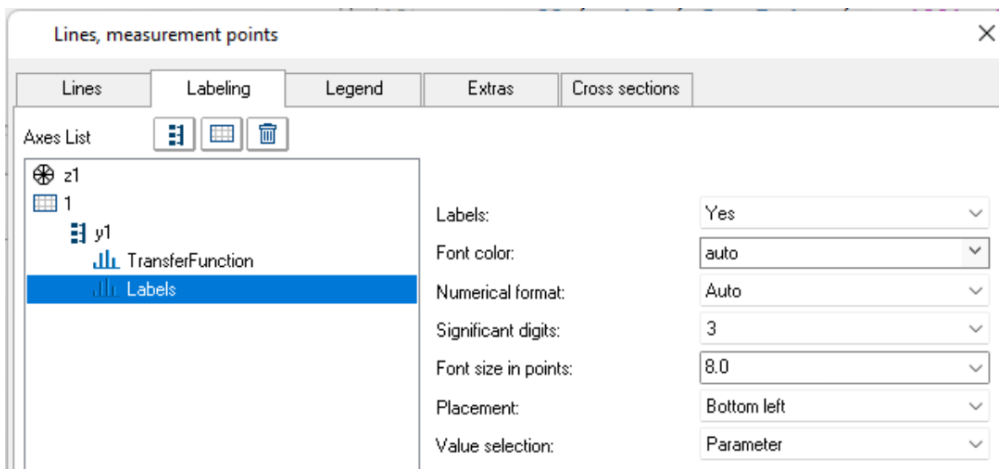 Lines, measurement points
Lines Labeling Legend Extras Cross sections
Axes List
z1
1
y1
TransferFunction
Labels
Labels: Yes
Font color: auto
Numerical format: Auto
Significant digits: 3
Font size in points: 8.0
Placement: Bottom left
Value selection: Parameter